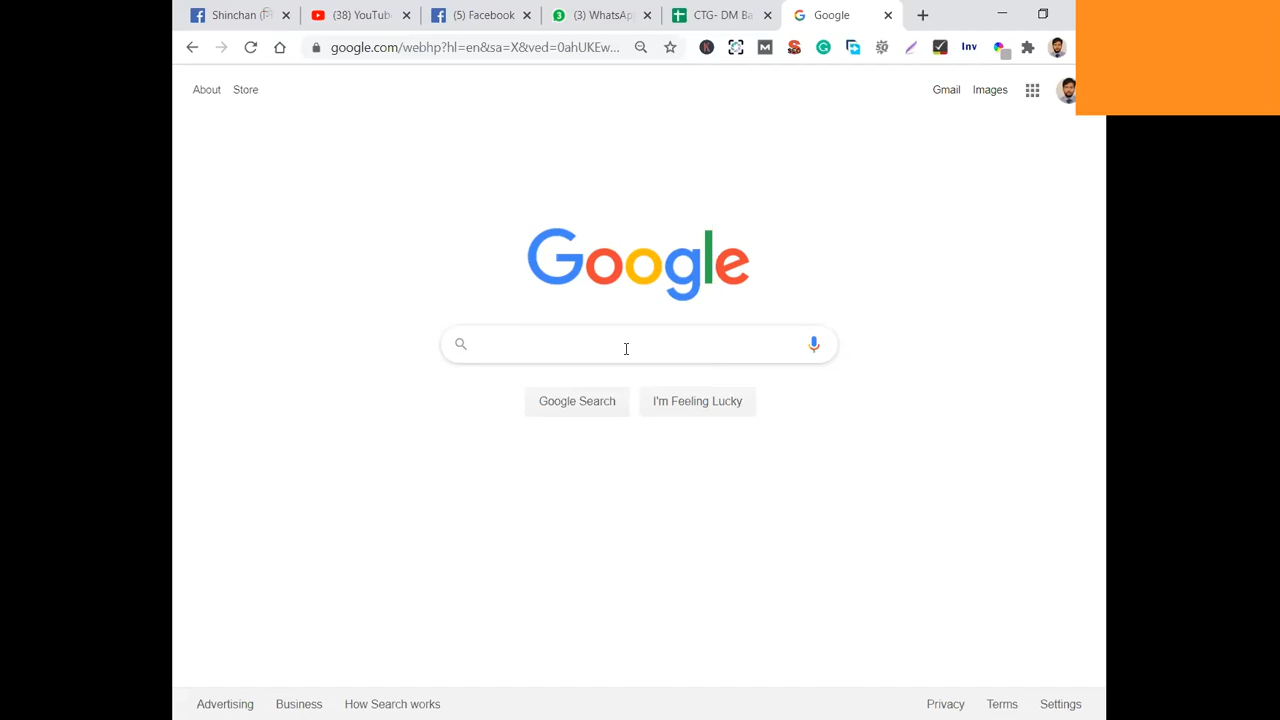 Shinchan (
(38) YouTub
(5) Facebook
(3) WhatsAp
CTG- DM Ba
Google
google.com/webhp?hl=en&sa=X&ved=0ahUKEw...
Inv
About Store
Gmail Images
Google
Google Search I'm Feeling Lucky
Advertising Business How Search works
Privacy Terms Settings